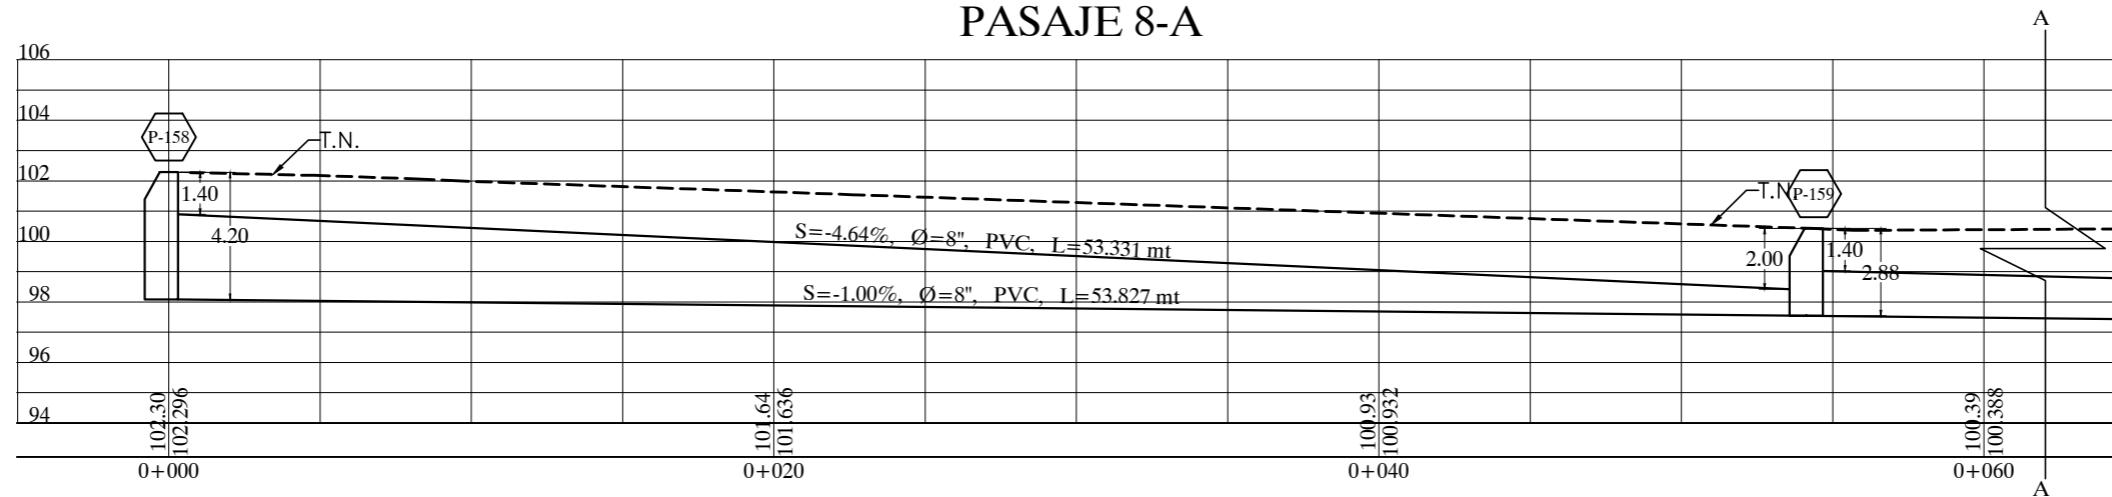 PASAJE 8-A
A
106
104
P-158
T.N.
102
1.40
T.N
P-159
4.20
100
S=-4.64%, Ø=8", PVC, L=53.331 mt
2.00
1.40
2.88
98
S=-1.00%, Ø=8", PVC, L=53.827 mt
96
94
102.30
102.296
101.64
101.636
100.93
100.932
100.39
100.388
0+000
0+020
0+040
0+060
A